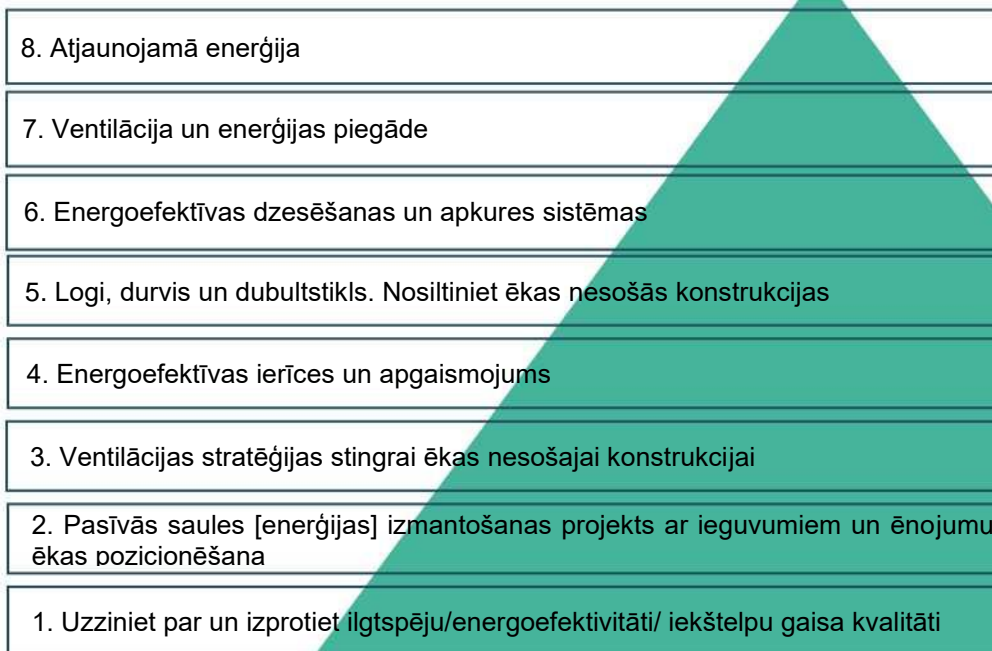 8. Atjaunojamā enerģija
7. Ventilācija un enerģijas piegāde
6. Energoefektīvas dzesēšanas un apkures sistēmas
5. Logi, durvis un dubultstikls. Nosiltiniet ēkas nesošās konstrukcijas
4. Energoefektīvas ierīces un apgaismojums
3. Ventilācijas stratēģijas stingrai ēkas nesošajai konstrukcijai
2. Pasīvās saules [enerģijas] izmantošanas projekts ar ieguvumiem un ēnojumu
ēkas pozicionēšana
1. Uzziniet par un izprotiet ilgtspēju/energoefektivitāti/ iekštelpu gaisa kvalitāti